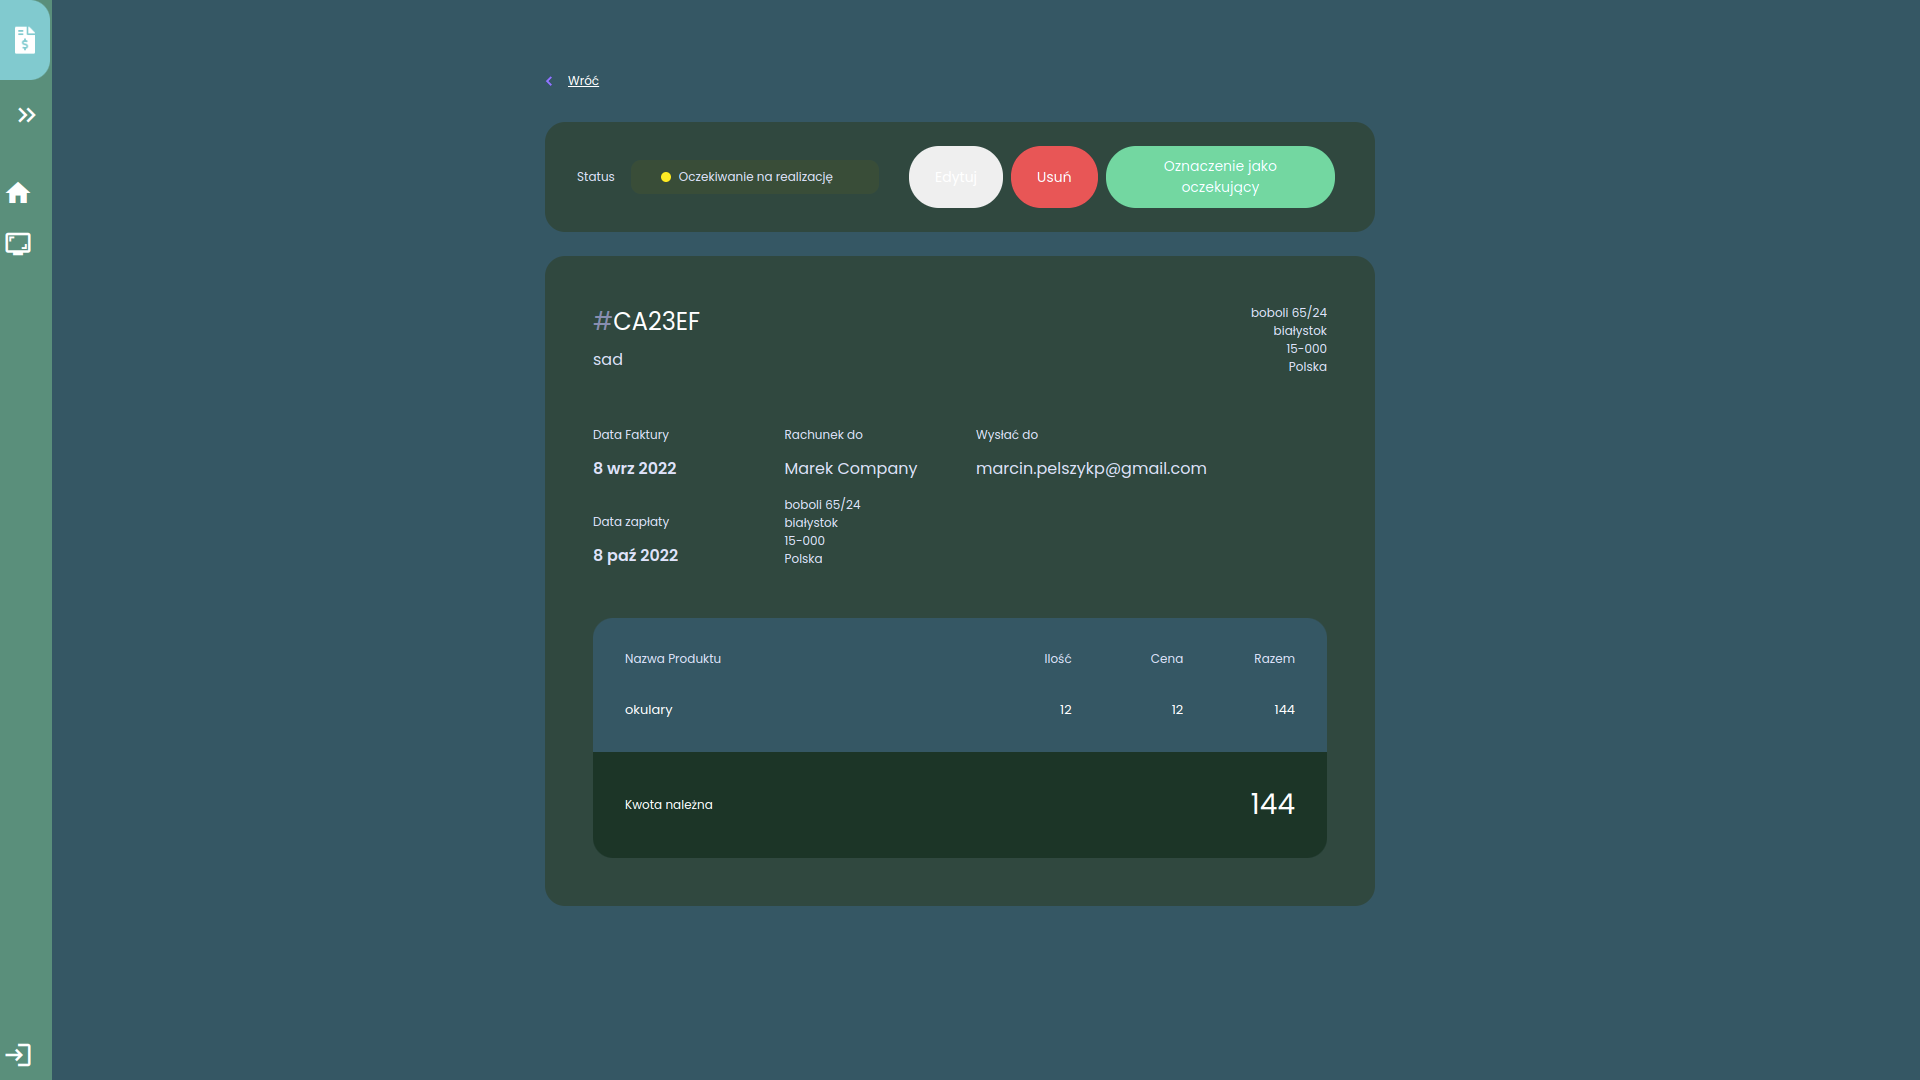 Wróć
Status
Oczekiwanie na realizację
Edytuj
Usuń
Oznaczenie jako
oczekujący
#CA23EF
sad
boboli 65/24
białystok
15-000
Polska
Data Faktury
8 wrz 2022
Data zapłaty
8 paź 2022
Rachunek do
Marek Company
boboli 65/24
białystok
15-000
Polska
Wysłać do
marcin.pelszykp@gmail.com
Nazwa Produktu Ilość Cena Razem
okulary 12 12 144
Kwota należna 144